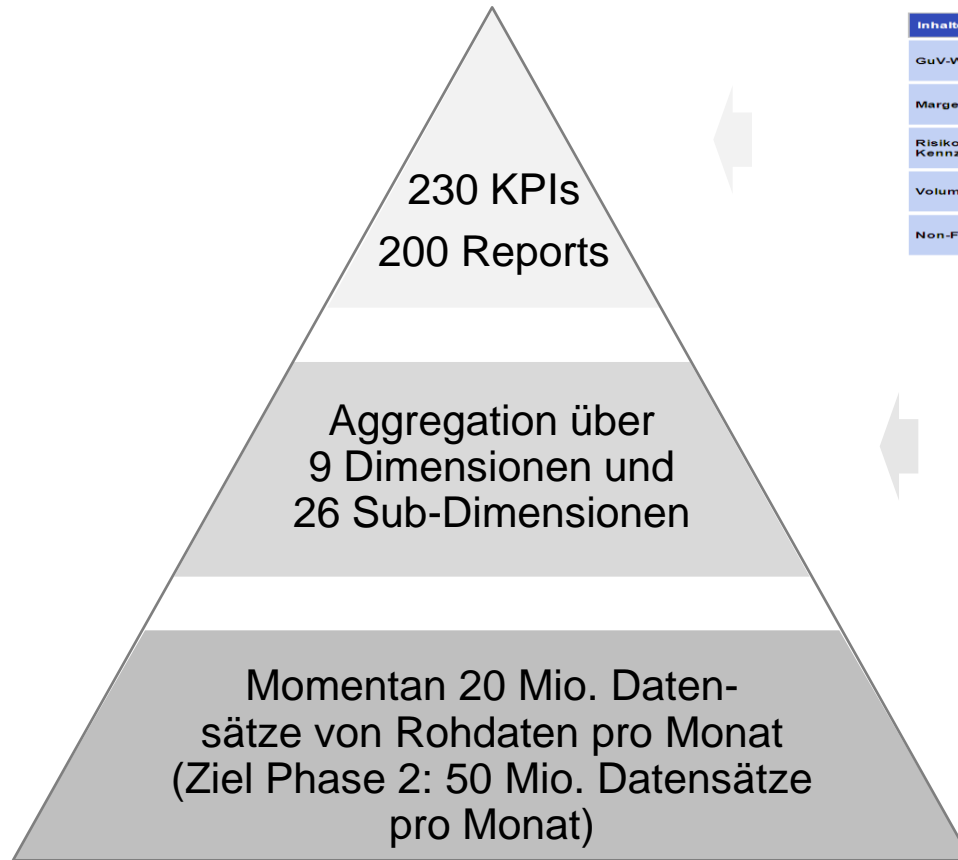 230 KPIs
200 Reports
Aggregation über
9 Dimensionen und
26 Sub-Dimensionen
Momentan 20 Mio. Daten-
sätze von Rohdaten pro Monat
(Ziel Phase 2: 50 Mio. Datensätze
pro Monat)